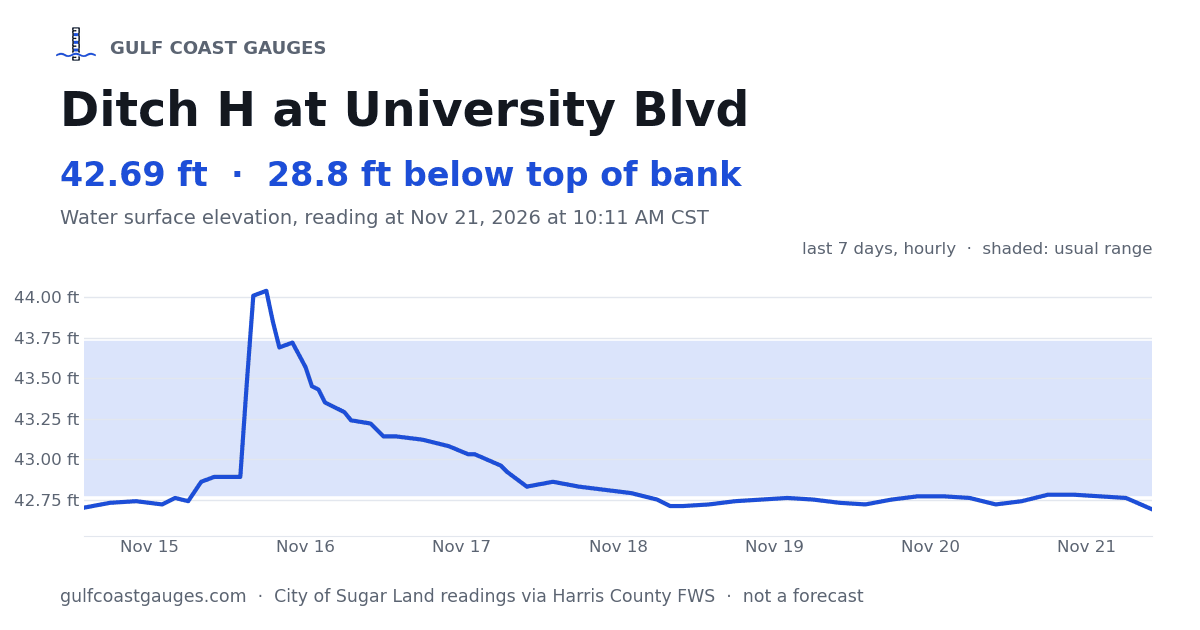 GULF COAST GAUGES
Ditch H at University Blvd
42.69 ft · 28.8 ft below top of bank
Water surface elevation, reading at Nov 21, 2026 at 10:11 AM CST
last 7 days, hourly · shaded: usual range
44.00 ft
43.75 ft
43.50 ft
43.25 ft
43.00 ft
42.75 ft
Nov 15 Nov 16 Nov 17 Nov 18 Nov 19 Nov 20 Nov 21
gulfcoastgauges.com · City of Sugar Land readings via Harris County FWS · not a forecast